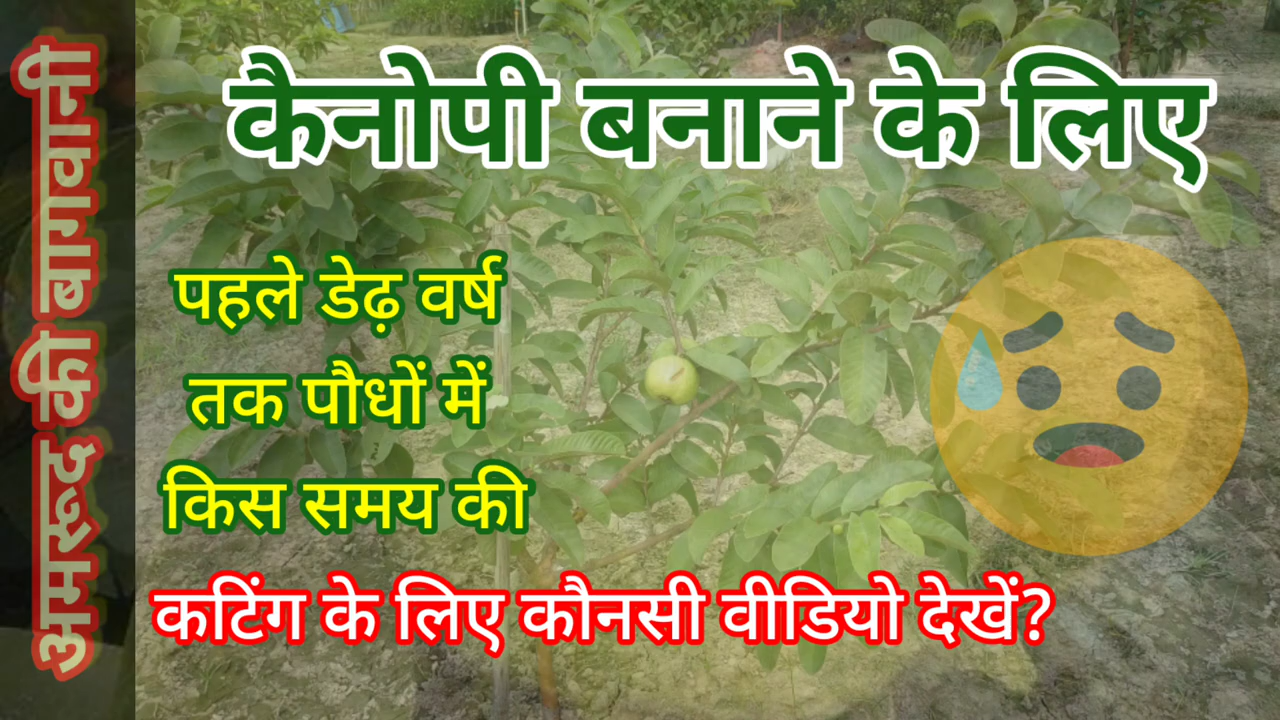 अमरूद की बागवानी
कैनोपी बनाने के लिए
पहले डेढ़ वर्ष
तक पौधों में
किस समय की
कटिंग के लिए कौनसी वीडियो देखें?